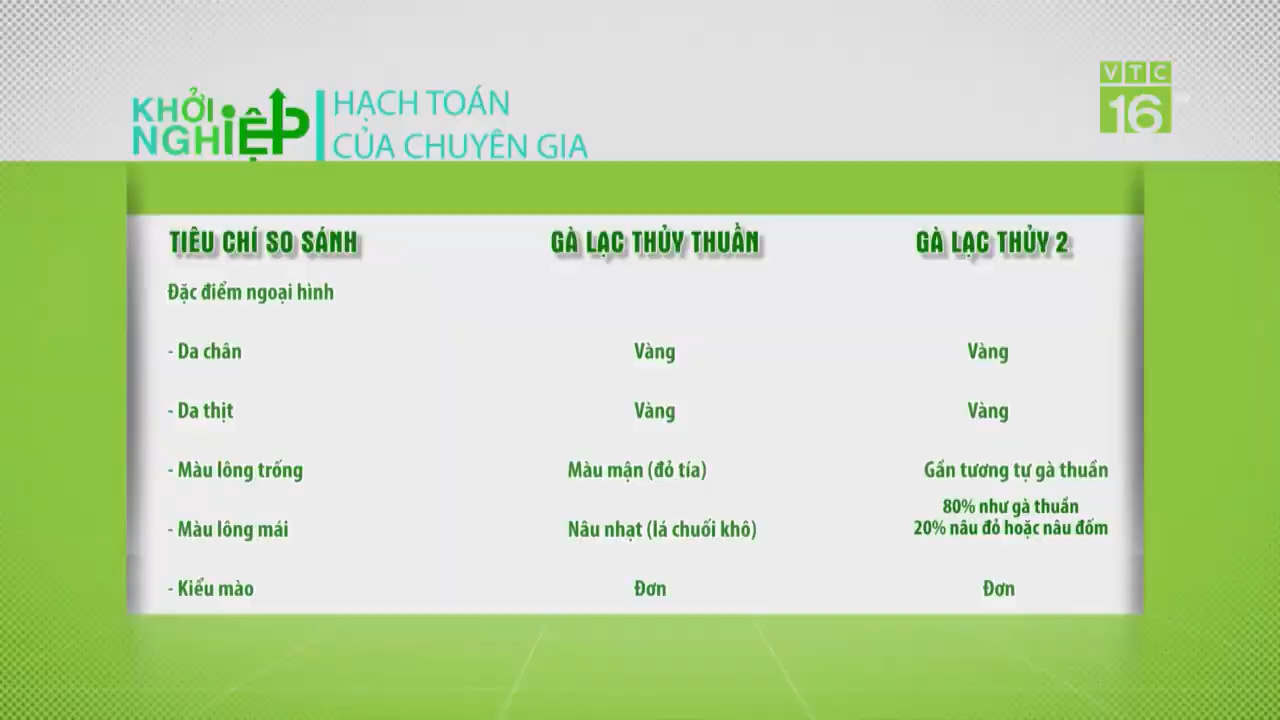 KHỞI NGHIỆP
HẠCH TOÁN
CỦA CHUYÊN GIA
VTC
16
TIÊU CHÍ SO SÁNH GÀ LẠC THỦY THUẦN GÀ LẠC THỦY 2
Đặc điểm ngoại hình
- Da chân Vàng Vàng
- Da thịt Vàng Vàng
- Màu lông trống Màu mận (đỏ tía) Gần tương tự gà thuần
- Màu lông mái Nâu nhạt (lá chuối khô) 80% như gà thuần
20% nâu đỏ hoặc nâu đốm
- Kiểu mào Đơn Đơn